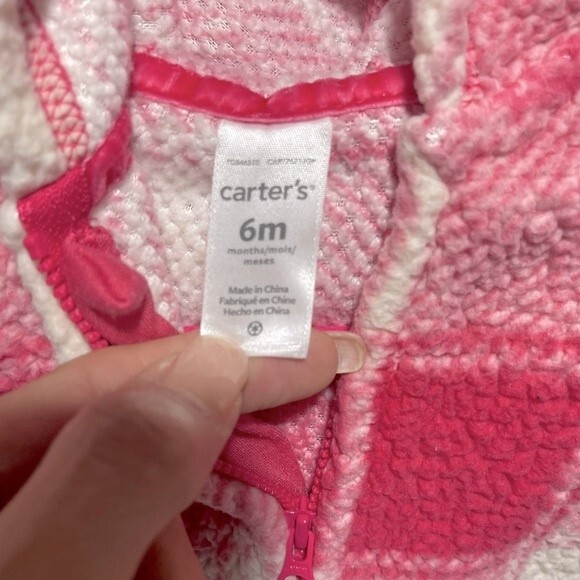 carter's
6m
months/mois/
meses
Made in China
Fabriqué en Chine
Hecho en China